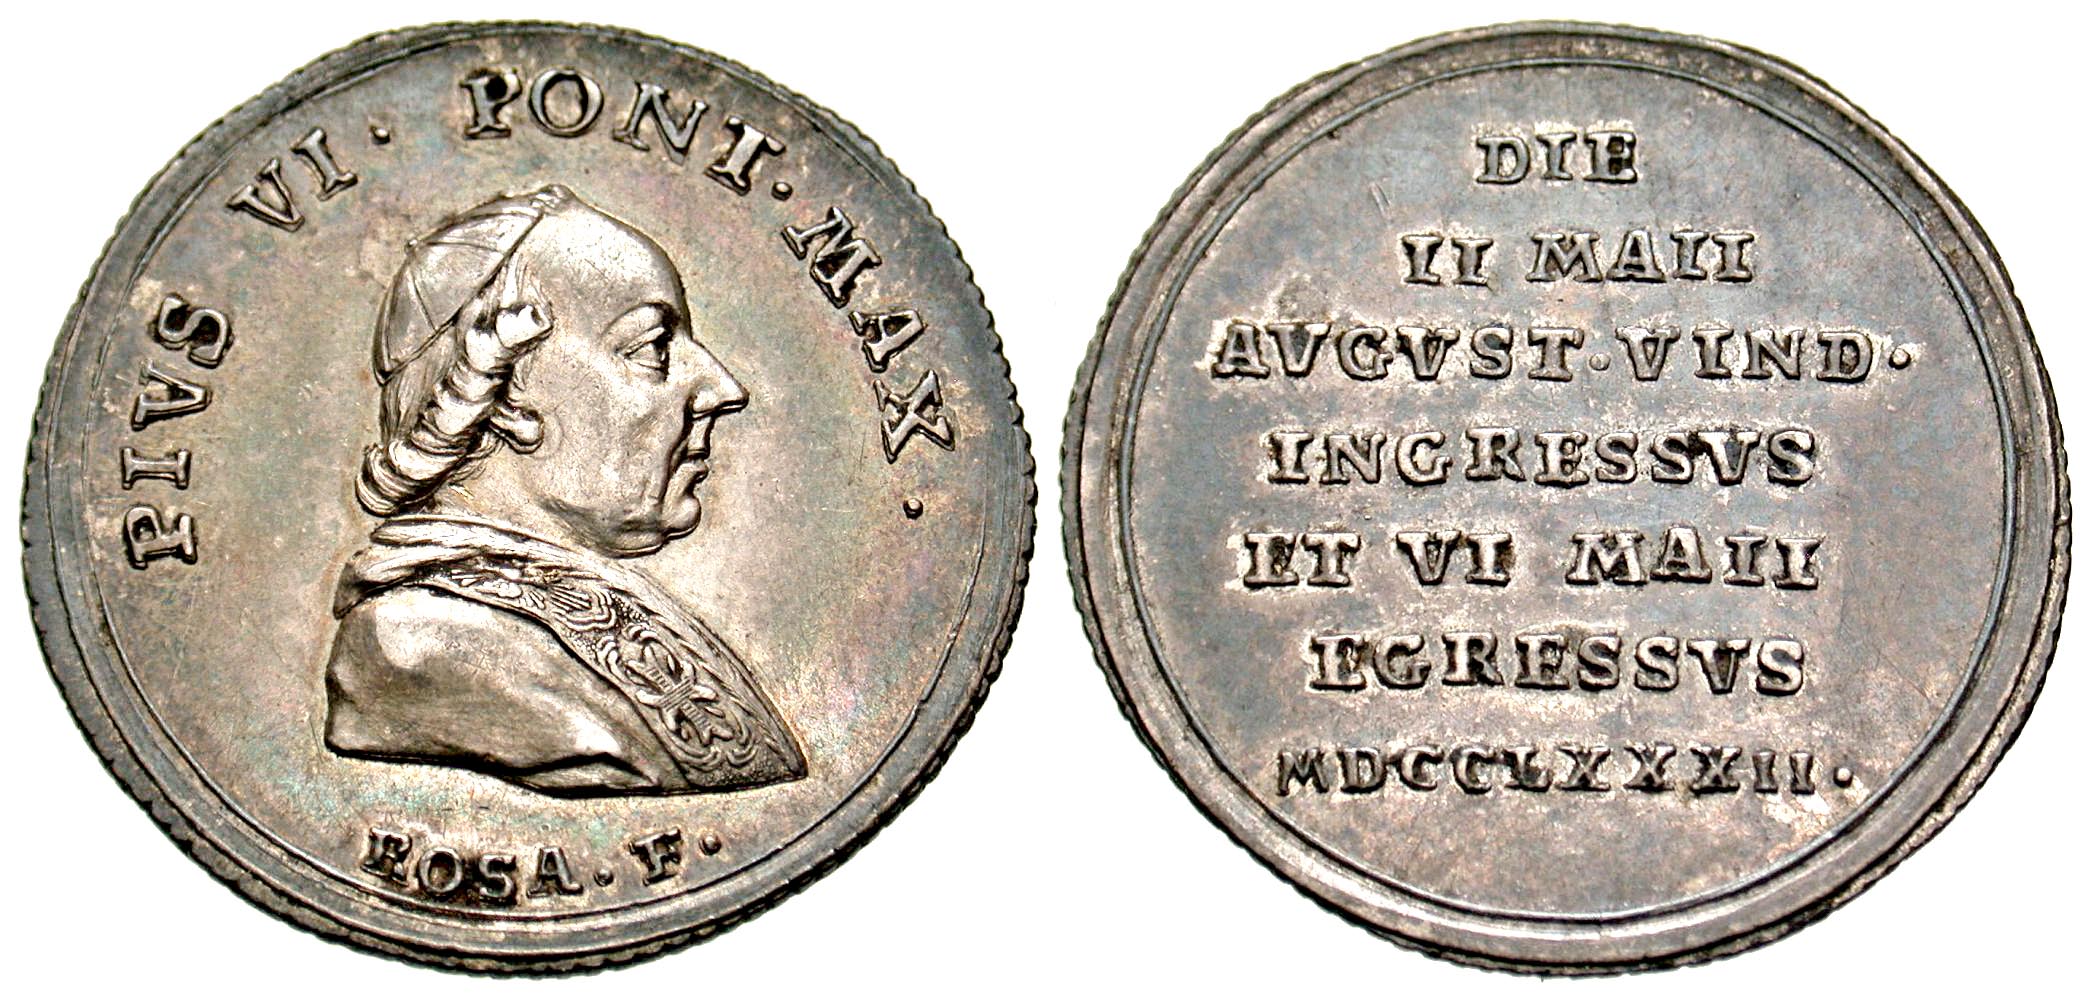 PIVS VI · PONT · MAX ·
ROSA · F ·
DIE
II MAII
AVGVST · VIND ·
INGRESSVS
ET VI MAII
EGRESSVS
MDCCLXXXII ·